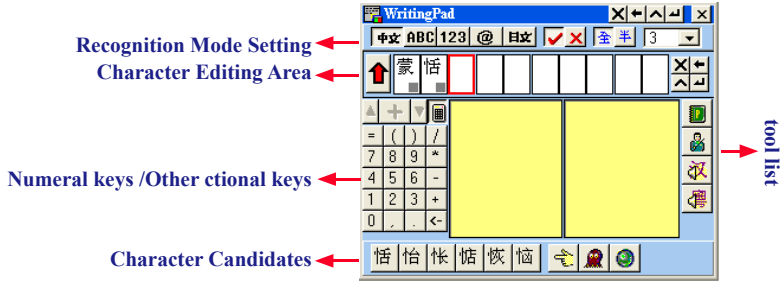 WritingPad
Recognition Mode Setting
中文 ABC 123 @ 日文 全 半 3
Character Editing Area
蒙 恬
= ( ) /
7 8 9 *
Numeral keys /Other ctional keys
4 5 6 -
1 2 3 +
0 , . <-
汉
tool list
Character Candidates
恬 怡 怅 惦 恢 恼